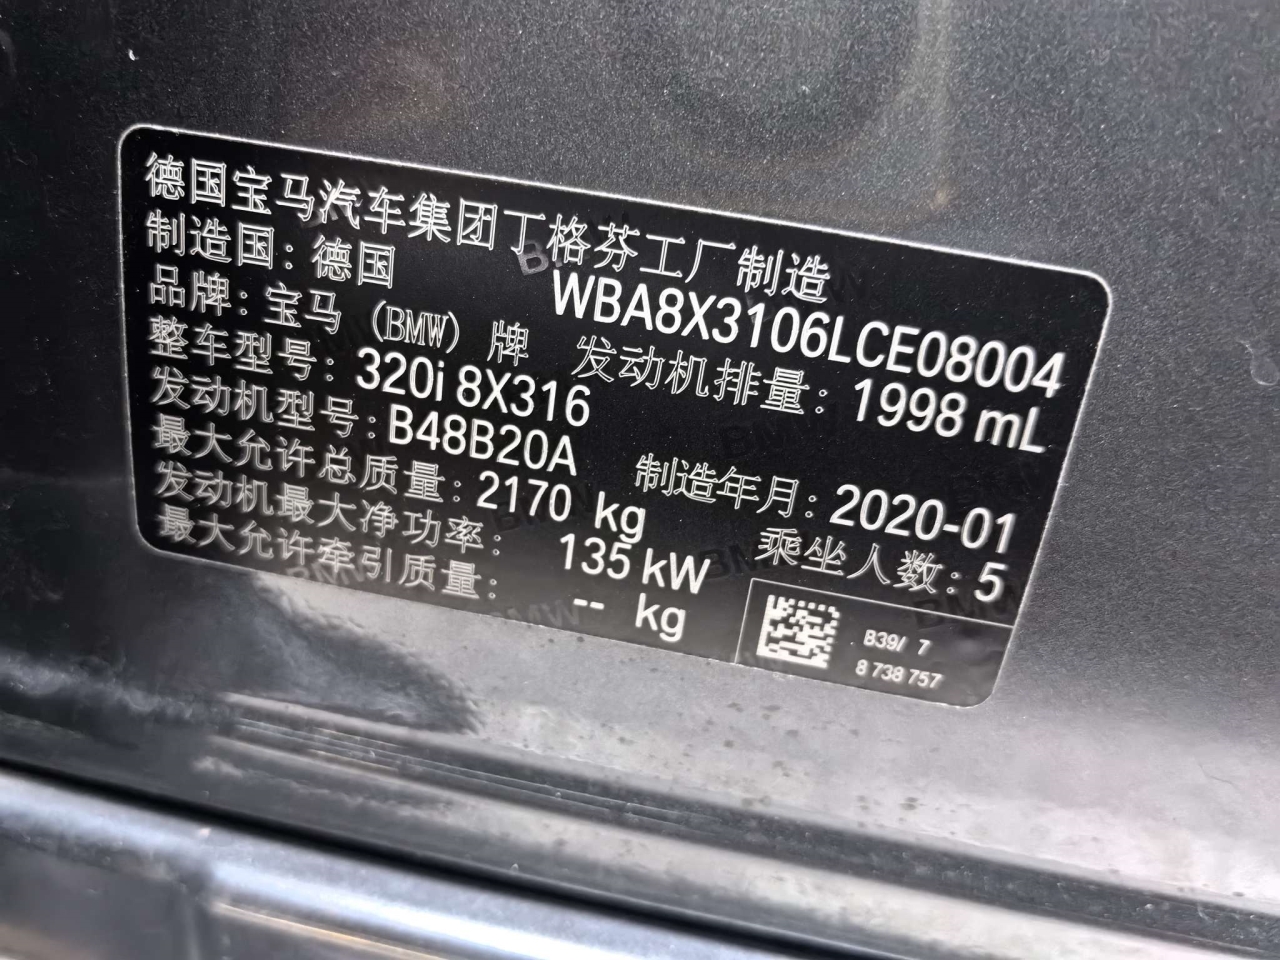 德国宝马汽车集团丁格芬工厂制造
制造国：德国 WBA8X3106LCE08004
品牌：宝马 (BMW) 牌 发动机排量：1998 mL
整车型号：320i 8X316
发动机型号：B48B20A 制造年月：2020-01
最大允许总质量：2170 kg 乘坐人数：5
发动机最大净功率：135 kW
最大允许牵引质量：-- kg
B39/ 7
8 738 757